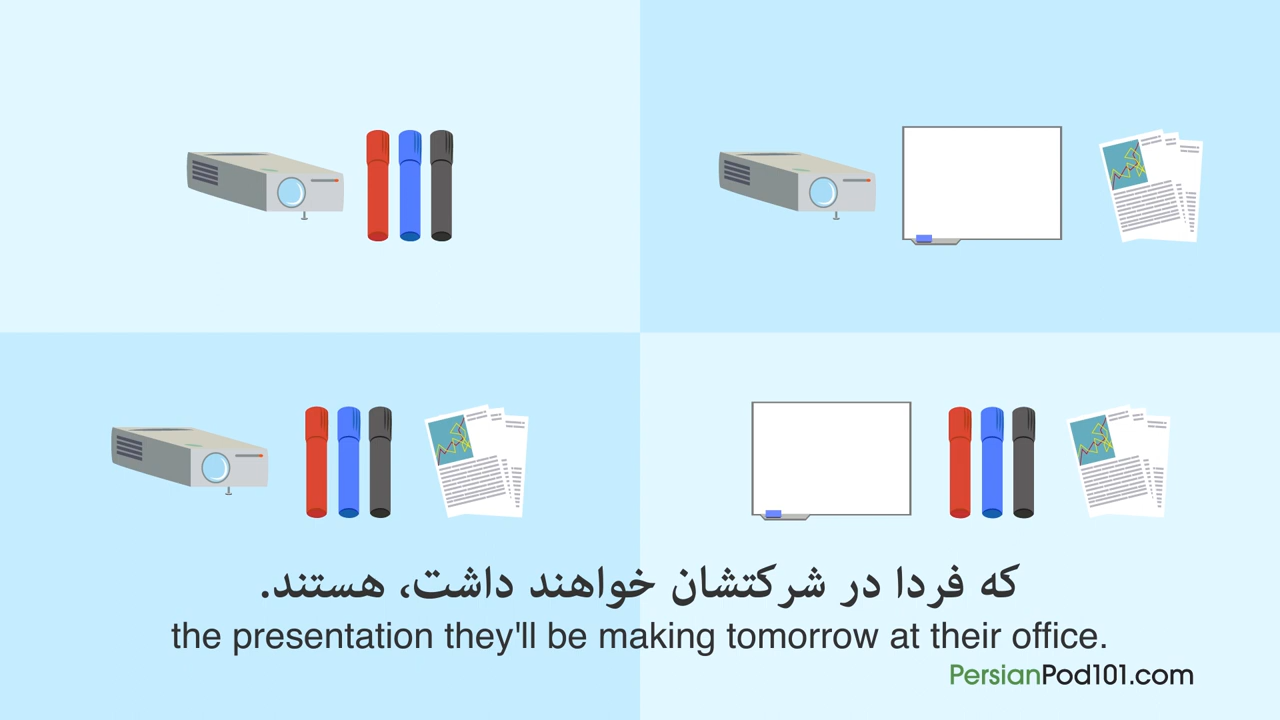 که فردا در شرکتشان خواهند داشت، هستند.
the presentation they'll be making tomorrow at their office.
PersianPod101.com